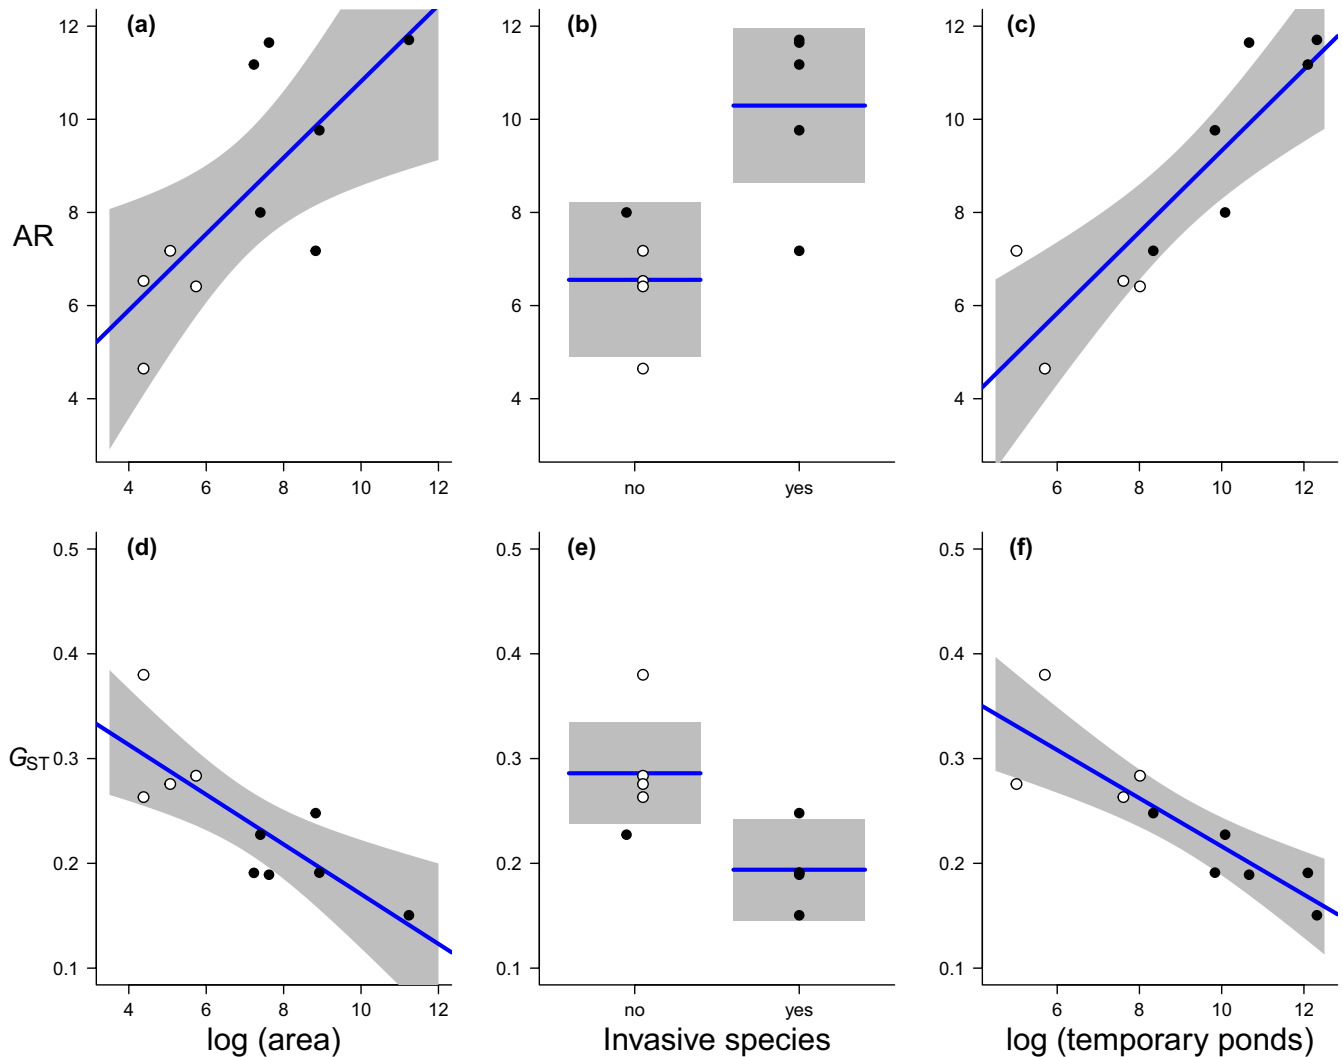 (a)
12
10
8
6
4
AR
4 6 8 10 12
(b)
12
10
8
6
4
no yes
(c)
12
10
8
6
4
6 8 10 12
(d)
0.5
0.4
0.3
0.2
0.1
GST
4 6 8 10 12
log (area)
(e)
0.5
0.4
0.3
0.2
0.1
no yes
Invasive species
(f)
0.5
0.4
0.3
0.2
0.1
6 8 10 12
log (temporary ponds)